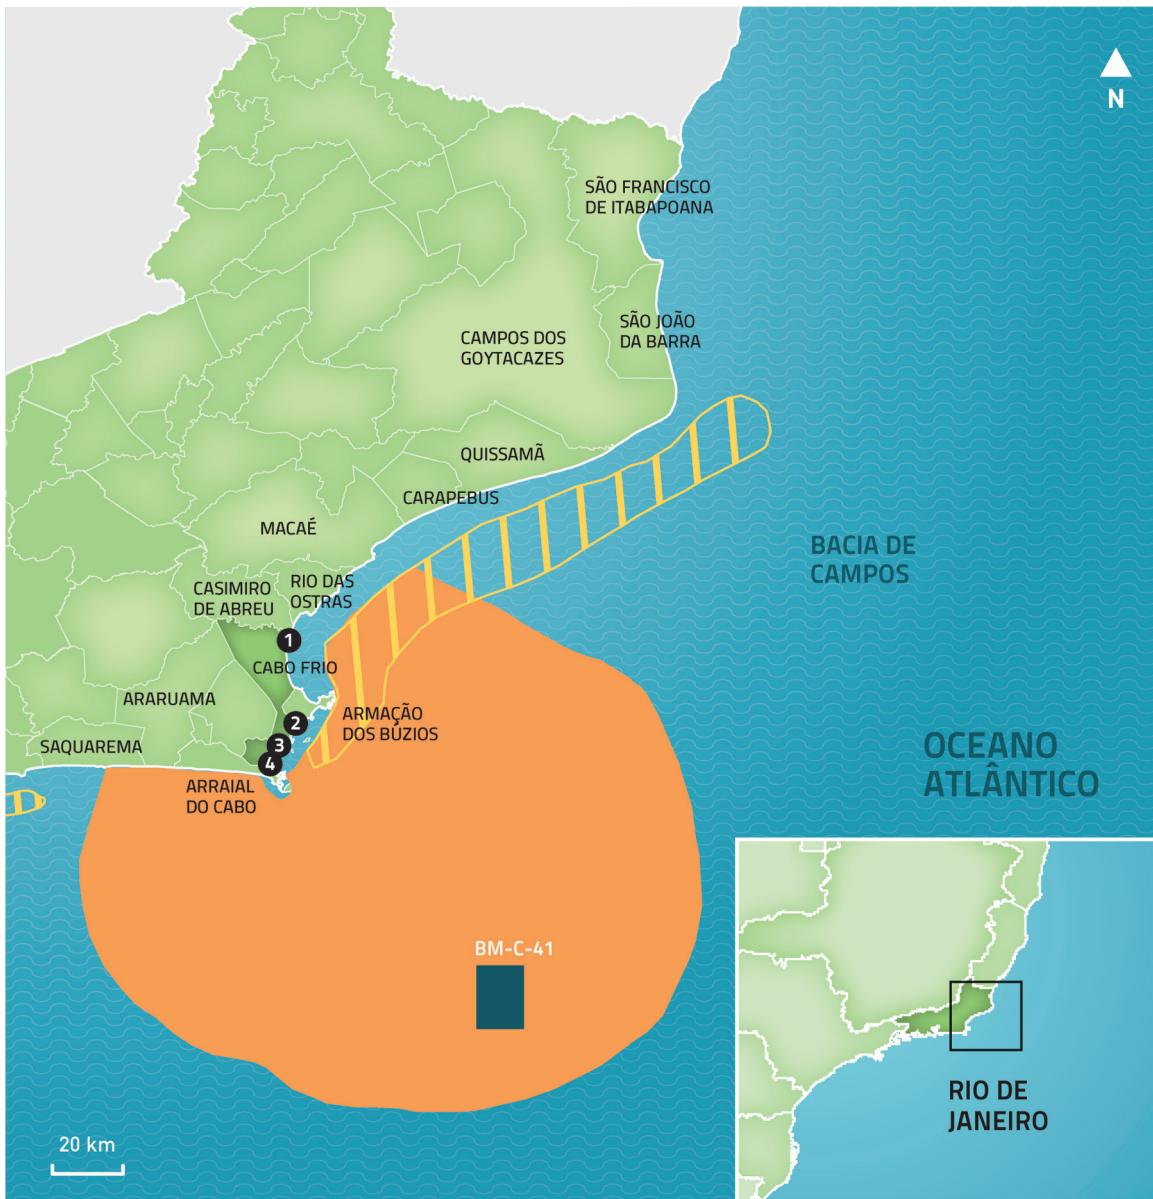 N
SÃO FRANCISCO
DE ITABAPOANA
SÃO JOÃO
DA BARRA
CAMPOS DOS
GOYTACAZES
QUISSAMÃ
CARAPEBUS
MACAÉ
BACIA DE
CAMPOS
CASIMIRO
DE ABREU
RIO DAS
OSTRAS
1
CABO FRIO
ARARUAMA
2
ARMAÇÃO
DOS BÚZIOS
SAQUAREMA
3
4
ARRAIAL
DO CABO
OCEANO
ATLÂNTICO
BM-C-41
RIO DE
JANEIRO
20 km